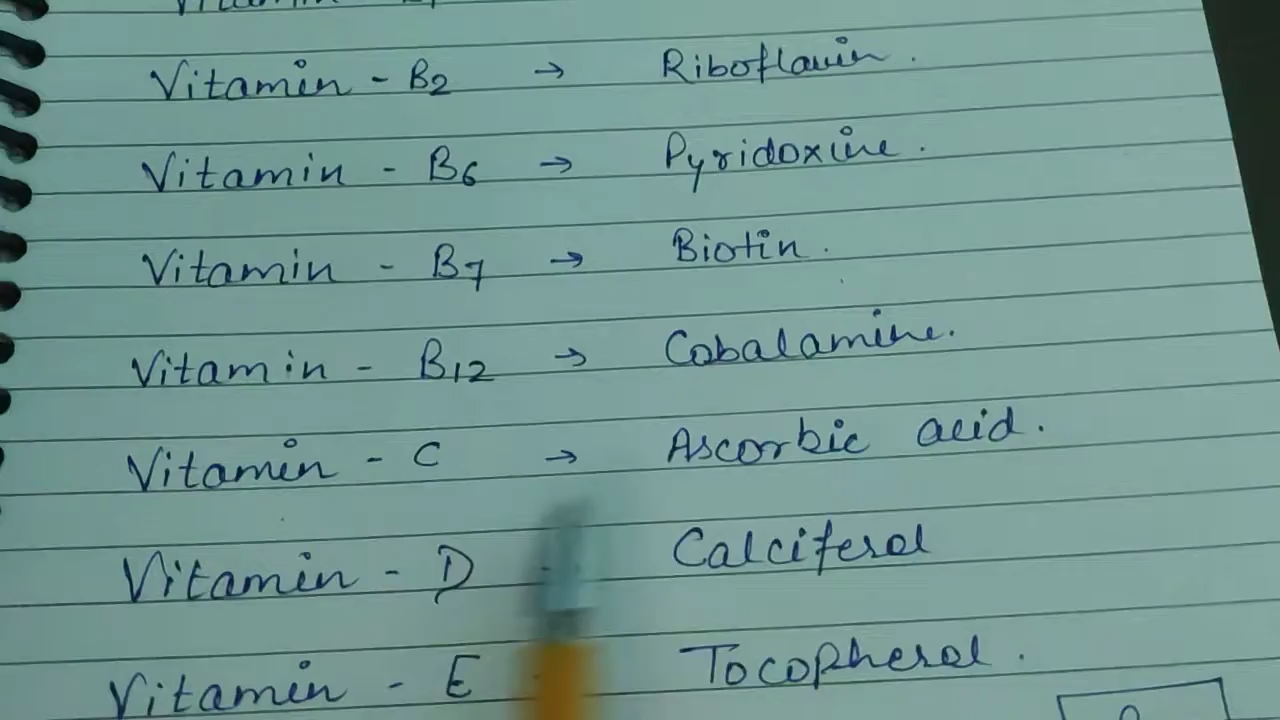 Vitamin - B2 → Riboflavin.
Vitamin - B6 → Pyridoxine.
Vitamin - B7 → Biotin.
Vitamin - B12 → Cobalamine.
Vitamin - C → Ascorbic acid.
Vitamin - D Calciferol
Vitamin - E Tocopherol.